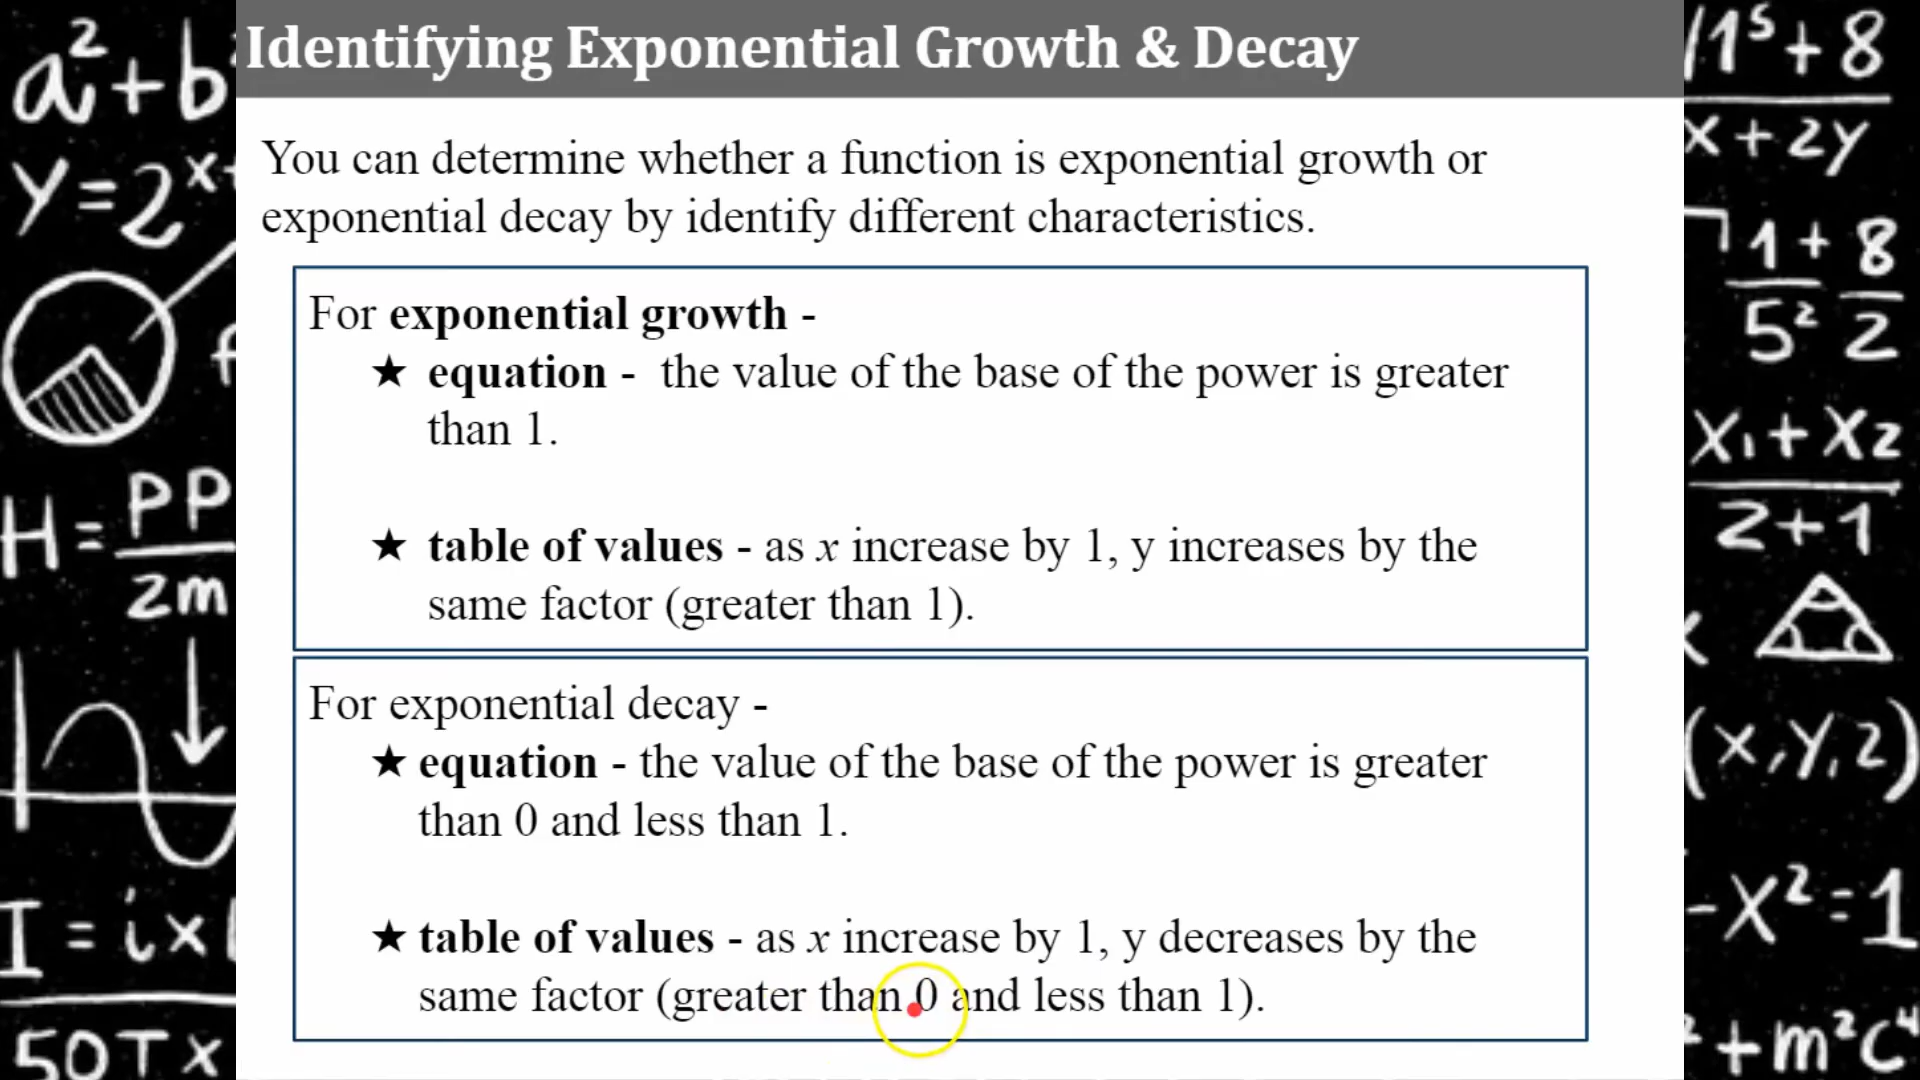 Identifying Exponential Growth & Decay
You can determine whether a function is exponential growth or
exponential decay by identify different characteristics.
For exponential growth -
★ equation -  the value of the base of the power is greater
than 1.
★ table of values - as x increase by 1, y increases by the
same factor (greater than 1).
For exponential decay -
★ equation - the value of the base of the power is greater
than 0 and less than 1.
★ table of values - as x increase by 1, y decreases by the
same factor (greater than 0 and less than 1).
a²+b
Y=2ˣ
H=PP
2m
I=ix
50Tx
1⁵+8
x+2y
1+ 8
5² 2
X₁+X₂
2+1
(x,y,2)
-X²=1
+m²C⁴